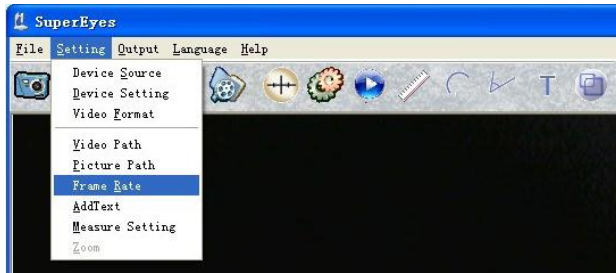 SuperEyes
File Setting Output Language Help
Device Source
Device Setting
Video Format
Video Path
Picture Path
Frame Rate
AddText
Measure Setting
Zoom
T